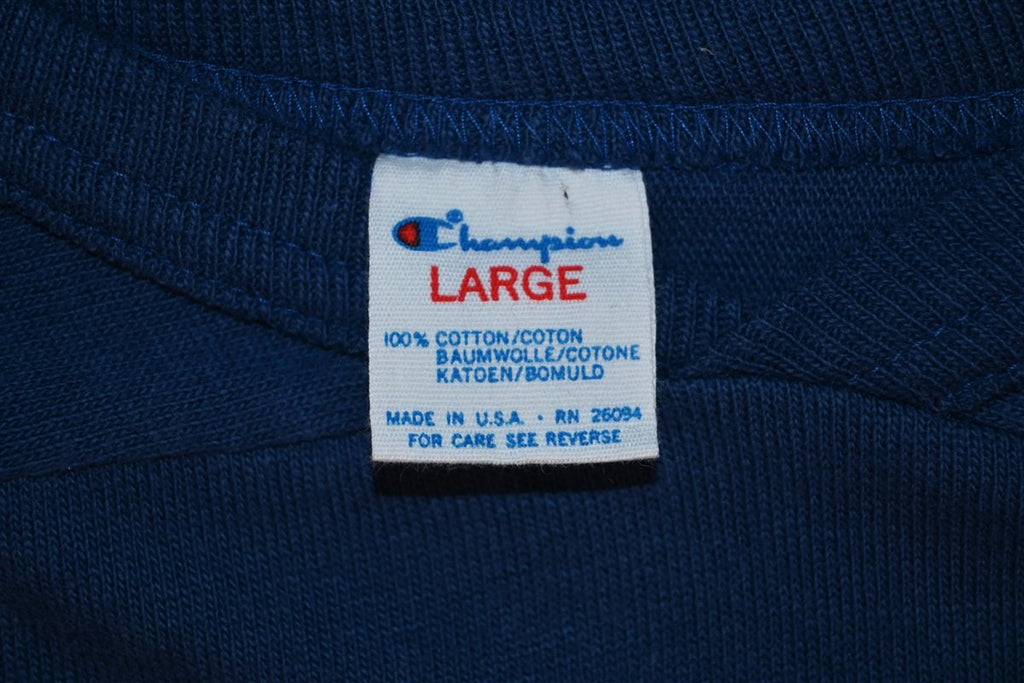 Champion
LARGE
100% COTTON/COTON
BAUMWOLLE/COTONE
KATOEN/BOMULD
MADE IN U.S.A. · RN 26094
FOR CARE SEE REVERSE